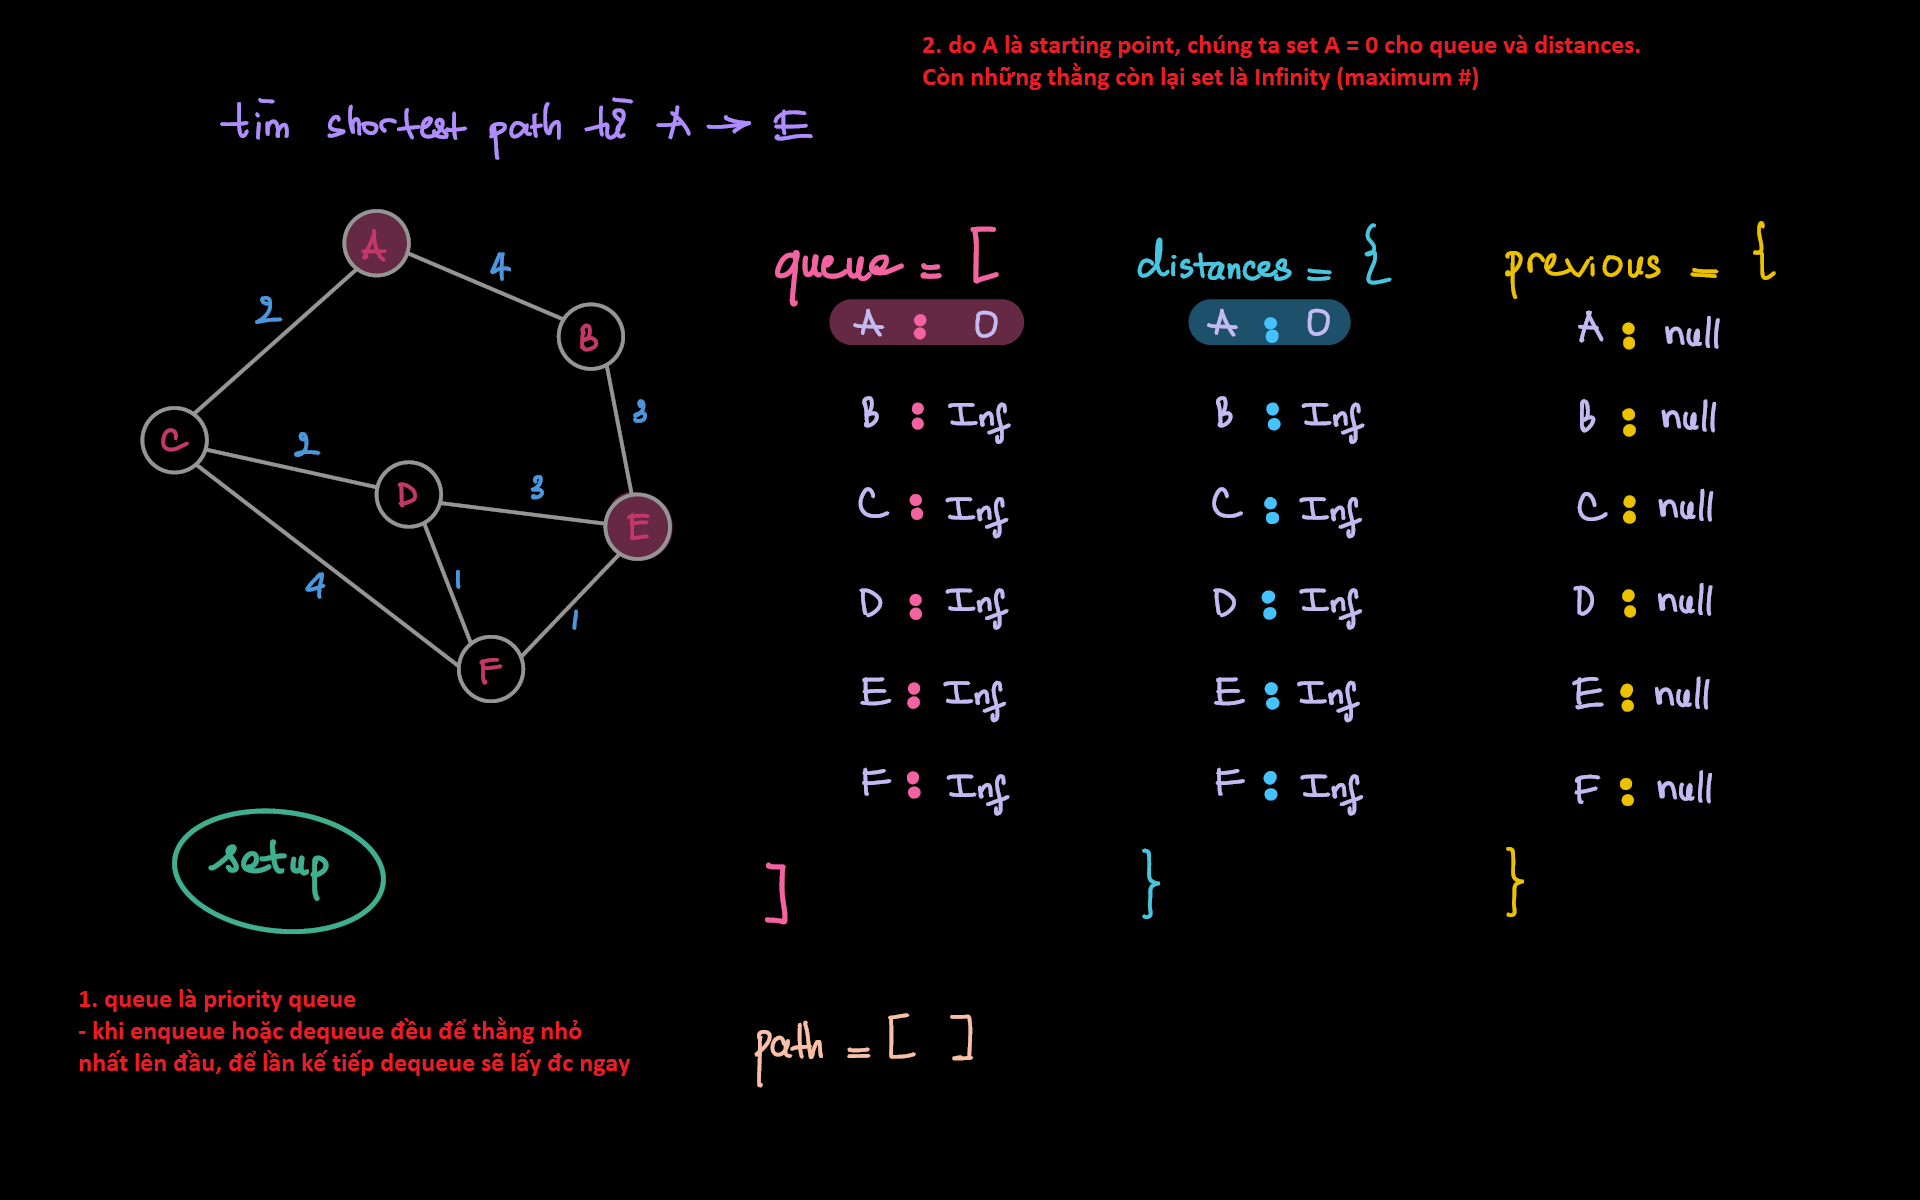 2. do A là starting point, chúng ta set A = 0 cho queue và distances.
Còn những thằng còn lại set là Infinity (maximum #)
tìm shortest path từ A → E
A
4
2
B
3
C
2
D
3
E
4
1
1
F
setup
queue = [
A : 0
B : Inf
C : Inf
D : Inf
E : Inf
F : Inf
]
distances = {
A : 0
B : Inf
C : Inf
D : Inf
E : Inf
F : Inf
}
previous = {
A : null
B : null
C : null
D : null
E : null
F : null
}
1. queue là priority queue
- khi enqueue hoặc dequeue đều để thằng nhỏ
nhất lên đầu, để lần kế tiếp dequeue sẽ lấy đc ngay
path = [ ]